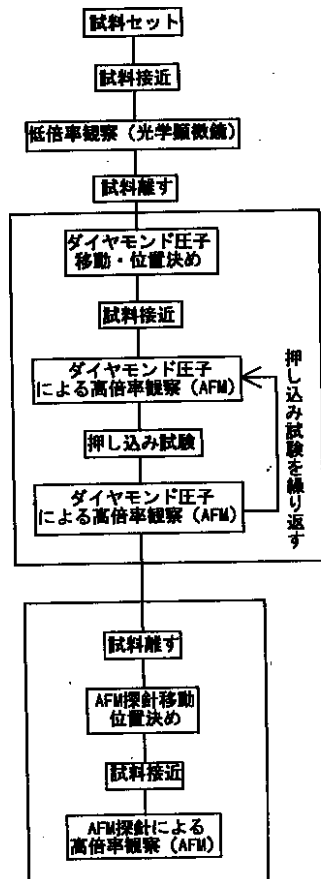 試料セット
試料接近
低倍率観察（光学顕微鏡）
試料離す
ダイヤモンド圧子
移動・位置決め
試料接近
ダイヤモンド圧子
による高倍率観察（AFM）
押し込み試験
ダイヤモンド圧子
による高倍率観察（AFM）
押し込み試験を繰り返す
試料離す
AFM探針移動
位置決め
試料接近
AFM探針による
高倍率観察（AFM）